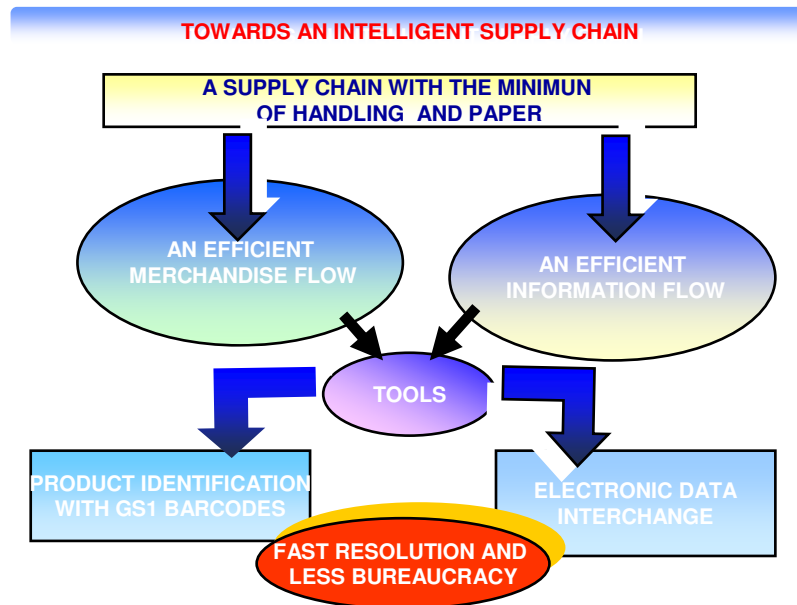 TOWARDS AN INTELLIGENT SUPPLY CHAIN
A SUPPLY CHAIN WITH THE MINIMUN
OF HANDLING AND PAPER
AN EFFICIENT
MERCHANDISE FLOW
AN EFFICIENT
INFORMATION FLOW
TOOLS
PRODUCT IDENTIFICATION
WITH GS1 BARCODES
ELECTRONIC DATA
INTERCHANGE
FAST RESOLUTION AND
LESS BUREAUCRACY